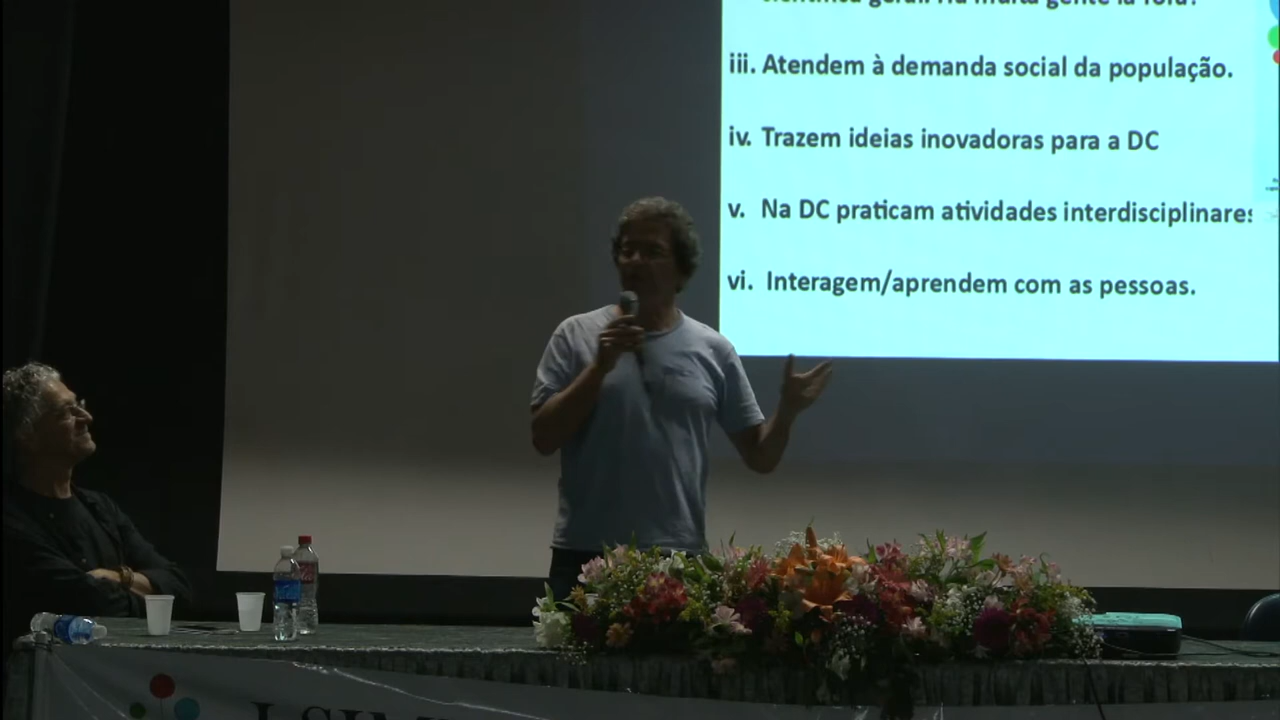 iii. Atendem à demanda social da população.
iv. Trazem ideias inovadoras para a DC
v. Na DC praticam atividades interdisciplinares
vi. Interagem/aprendem com as pessoas.